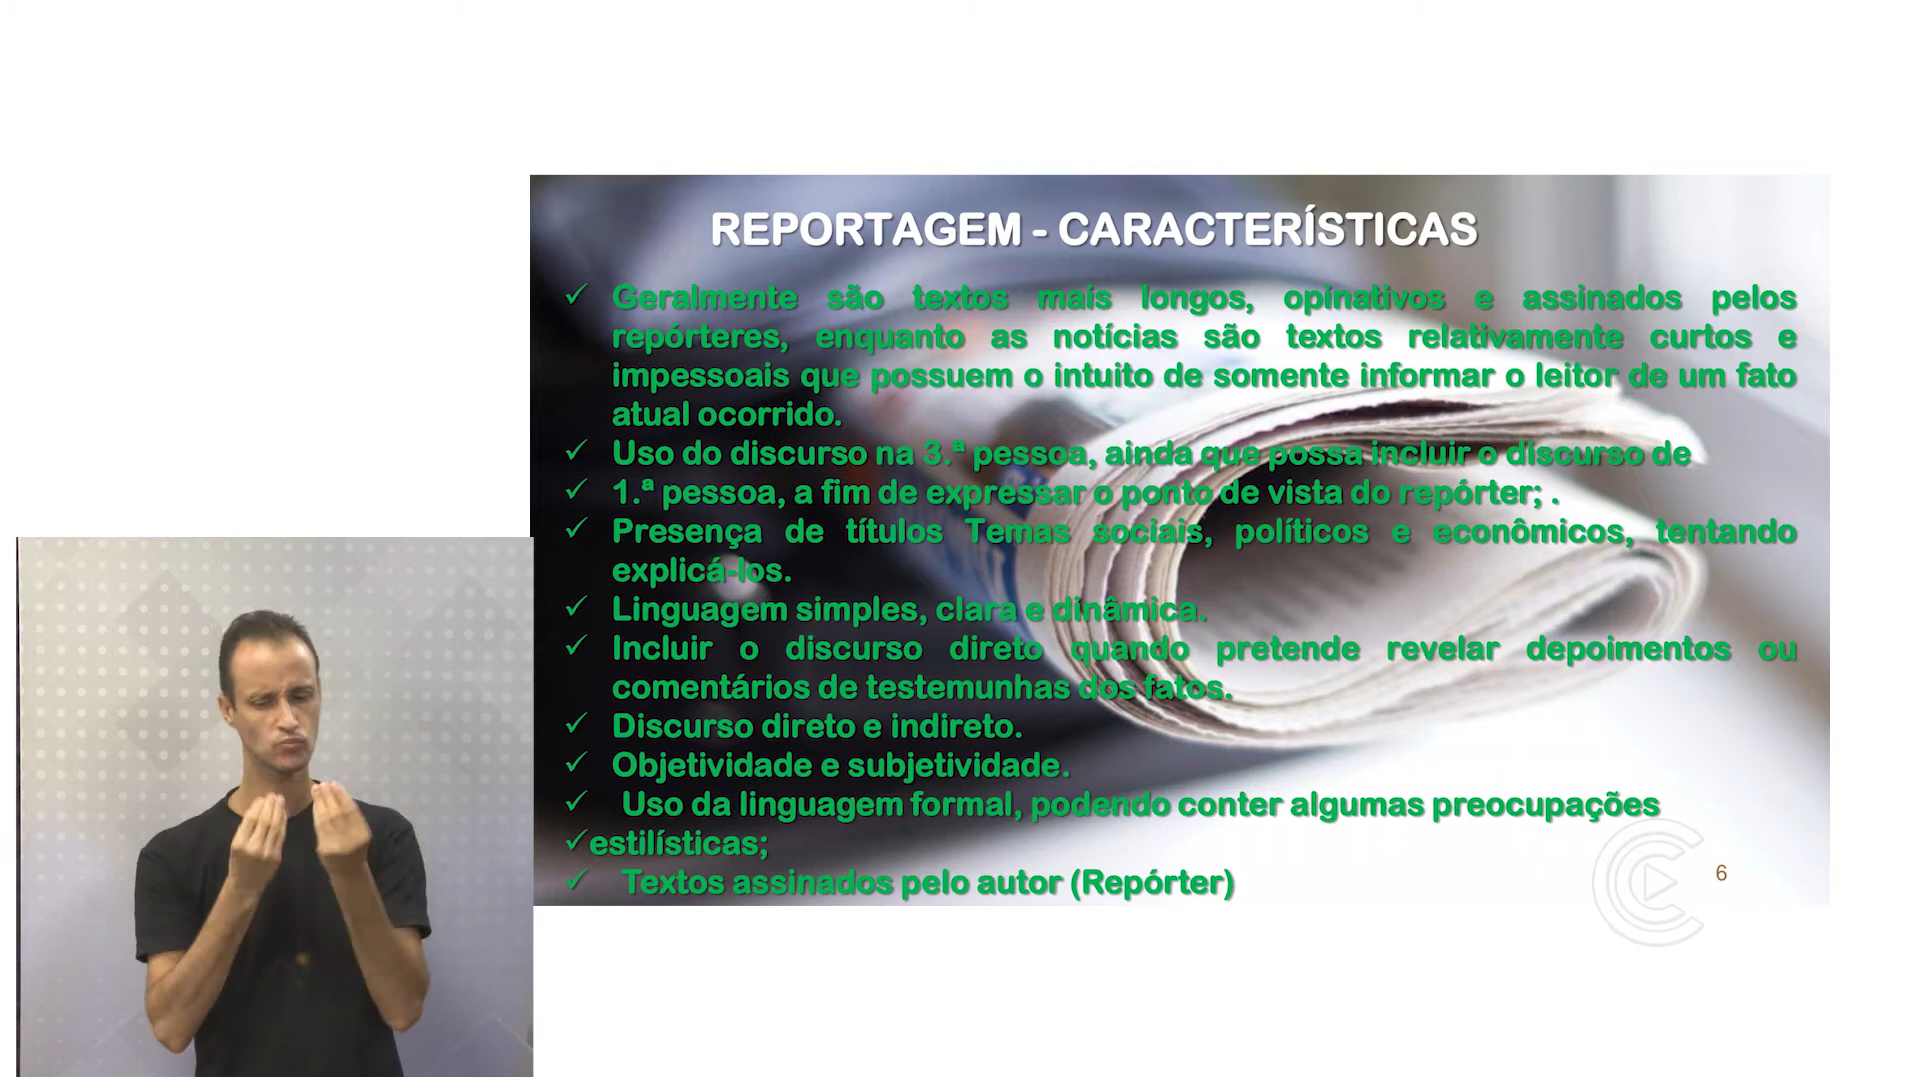 REPORTAGEM - CARACTERÍSTICAS
✓ Geralmente são textos mais longos, opinativos e assinados pelos
repórteres, enquanto as notícias são textos relativamente curtos e
impessoais que possuem o intuito de somente informar o leitor de um fato
atual ocorrido.
✓ Uso do discurso na 3.ª pessoa, ainda que possa incluir o discurso de
✓ 1.ª pessoa, a fim de expressar o ponto de vista do repórter; .
✓ Presença de títulos Temas sociais, políticos e econômicos, tentando
explicá-los.
✓ Linguagem simples, clara e dinâmica.
✓ Incluir o discurso direto quando pretende revelar depoimentos ou
comentários de testemunhas dos fatos.
✓ Discurso direto e indireto.
✓ Objetividade e subjetividade.
✓ Uso da linguagem formal, podendo conter algumas preocupações
✓estilísticas;
✓ Textos assinados pelo autor (Repórter)
6